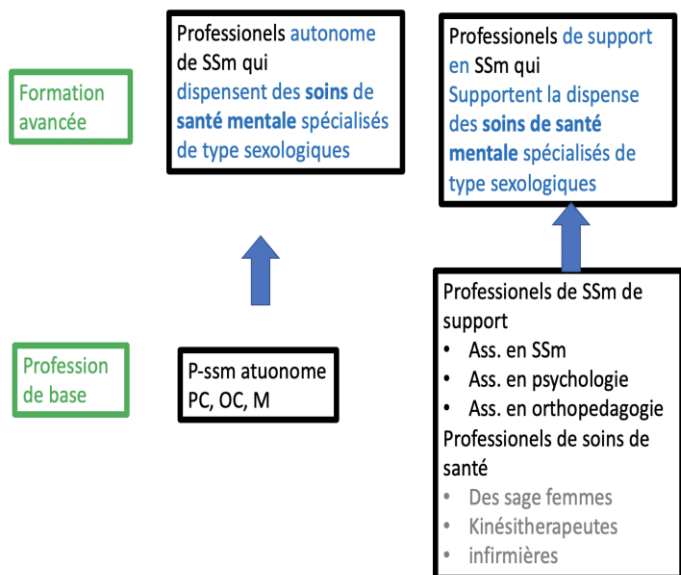 Formation
avancée
Professionels autonome
de SSm qui
dispensent des soins de
santé mentale spécialisés
de type sexologiques
Professionels de support
en SSm qui
Supportent la dispense
des soins de santé
mentale spécialisés de
type sexologiques
Profession
de base
P-ssm atuonome
PC, OC, M
Professionels de SSm de
support
• Ass. en SSm
• Ass. en psychologie
• Ass. en orthopedagogie
Professionels de soins de
santé
• Des sage femmes
• Kinésitherapeutes
• infirmières